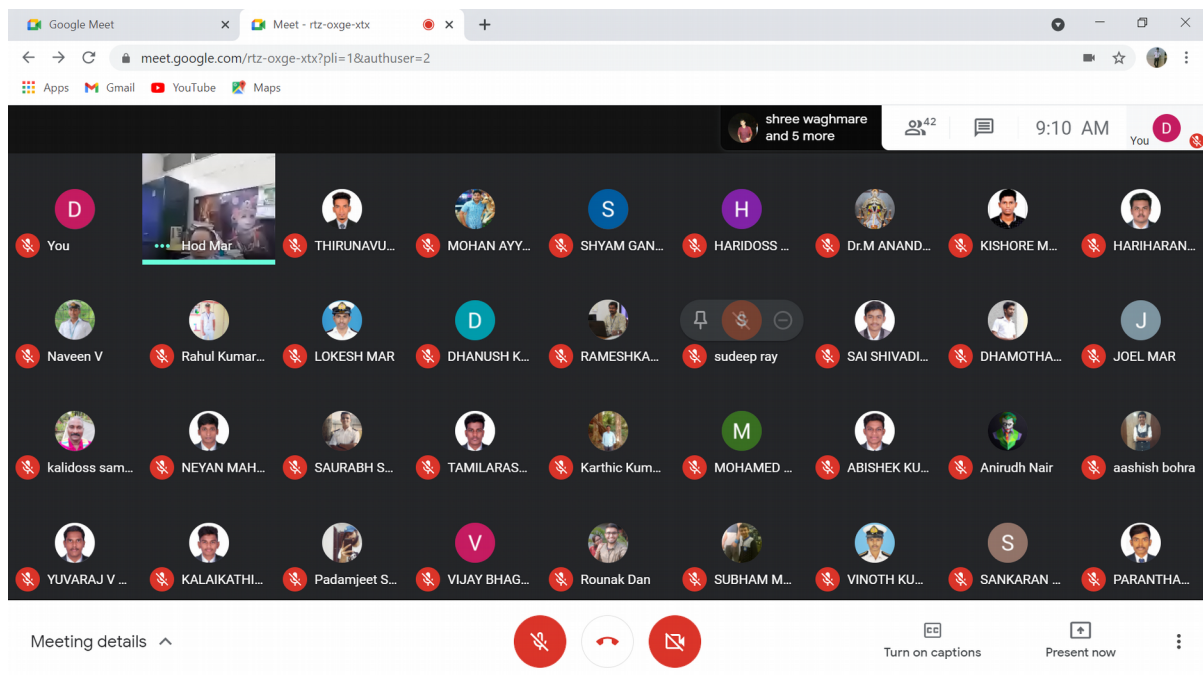 Google Meet
Meet - rtz-oxge-xtx
meet.google.com/rtz-oxge-xtx?pli=1&authuser=2
Apps Gmail YouTube Maps
shree waghmare
and 5 more
42
9:10 AM
You D
D
You
Hod Mar
THIRUNAVU...
MOHAN AYY...
S
SHYAM GAN...
H
HARIDOSS ...
Dr.M ANAND...
KISHORE M...
HARIHARAN...
Naveen V
Rahul Kumar...
LOKESH MAR
D
DHANUSH K...
RAMESHKA...
sudeep ray
SAI SHIVADI...
DHAMOTHA...
J
JOEL MAR
kalidoss sam...
NEYAN MAH...
SAURABH S...
TAMILARAS...
Karthic Kum...
M
MOHAMED ...
ABISHEK KU...
Anirudh Nair
aashish bohra
YUVARAJ V ...
KALAIKATHI...
Padamjeet S...
V
VIJAY BHAG...
Rounak Dan
SUBHAM M...
VINOTH KU...
S
SANKARAN ...
PARANTHA...
Meeting details
CC
Turn on captions
Present now